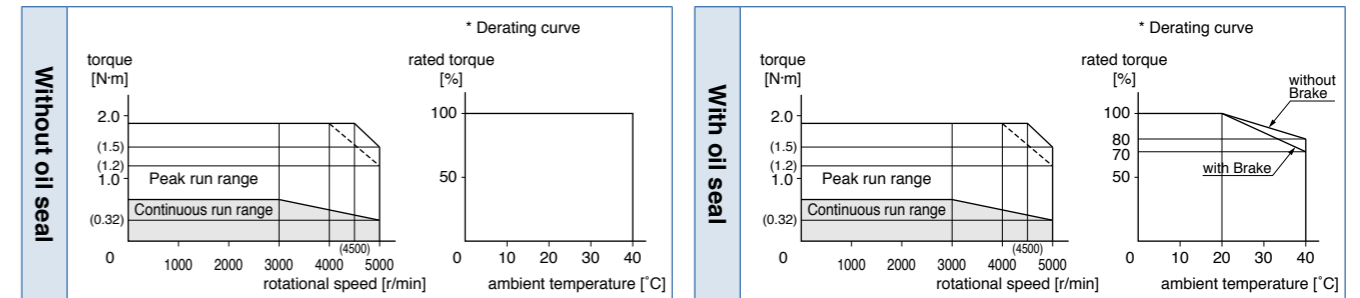 Without oil seal
* Derating curve
torque
[N·m]
2.0
(1.5)
(1.2)
1.0
(0.32)
0
Peak run range
Continuous run range
(4500)
1000 2000 3000 4000 5000
rotational speed [r/min]
rated torque
[%]
100
50
0 10 20 30 40
ambient temperature [˚C]
With oil seal
* Derating curve
torque
[N·m]
2.0
(1.5)
(1.2)
1.0
(0.32)
0
Peak run range
Continuous run range
(4500)
1000 2000 3000 4000 5000
rotational speed [r/min]
rated torque
[%]
without
Brake
100
80
70
50
with Brake
0 10 20 30 40
ambient temperature [˚C]